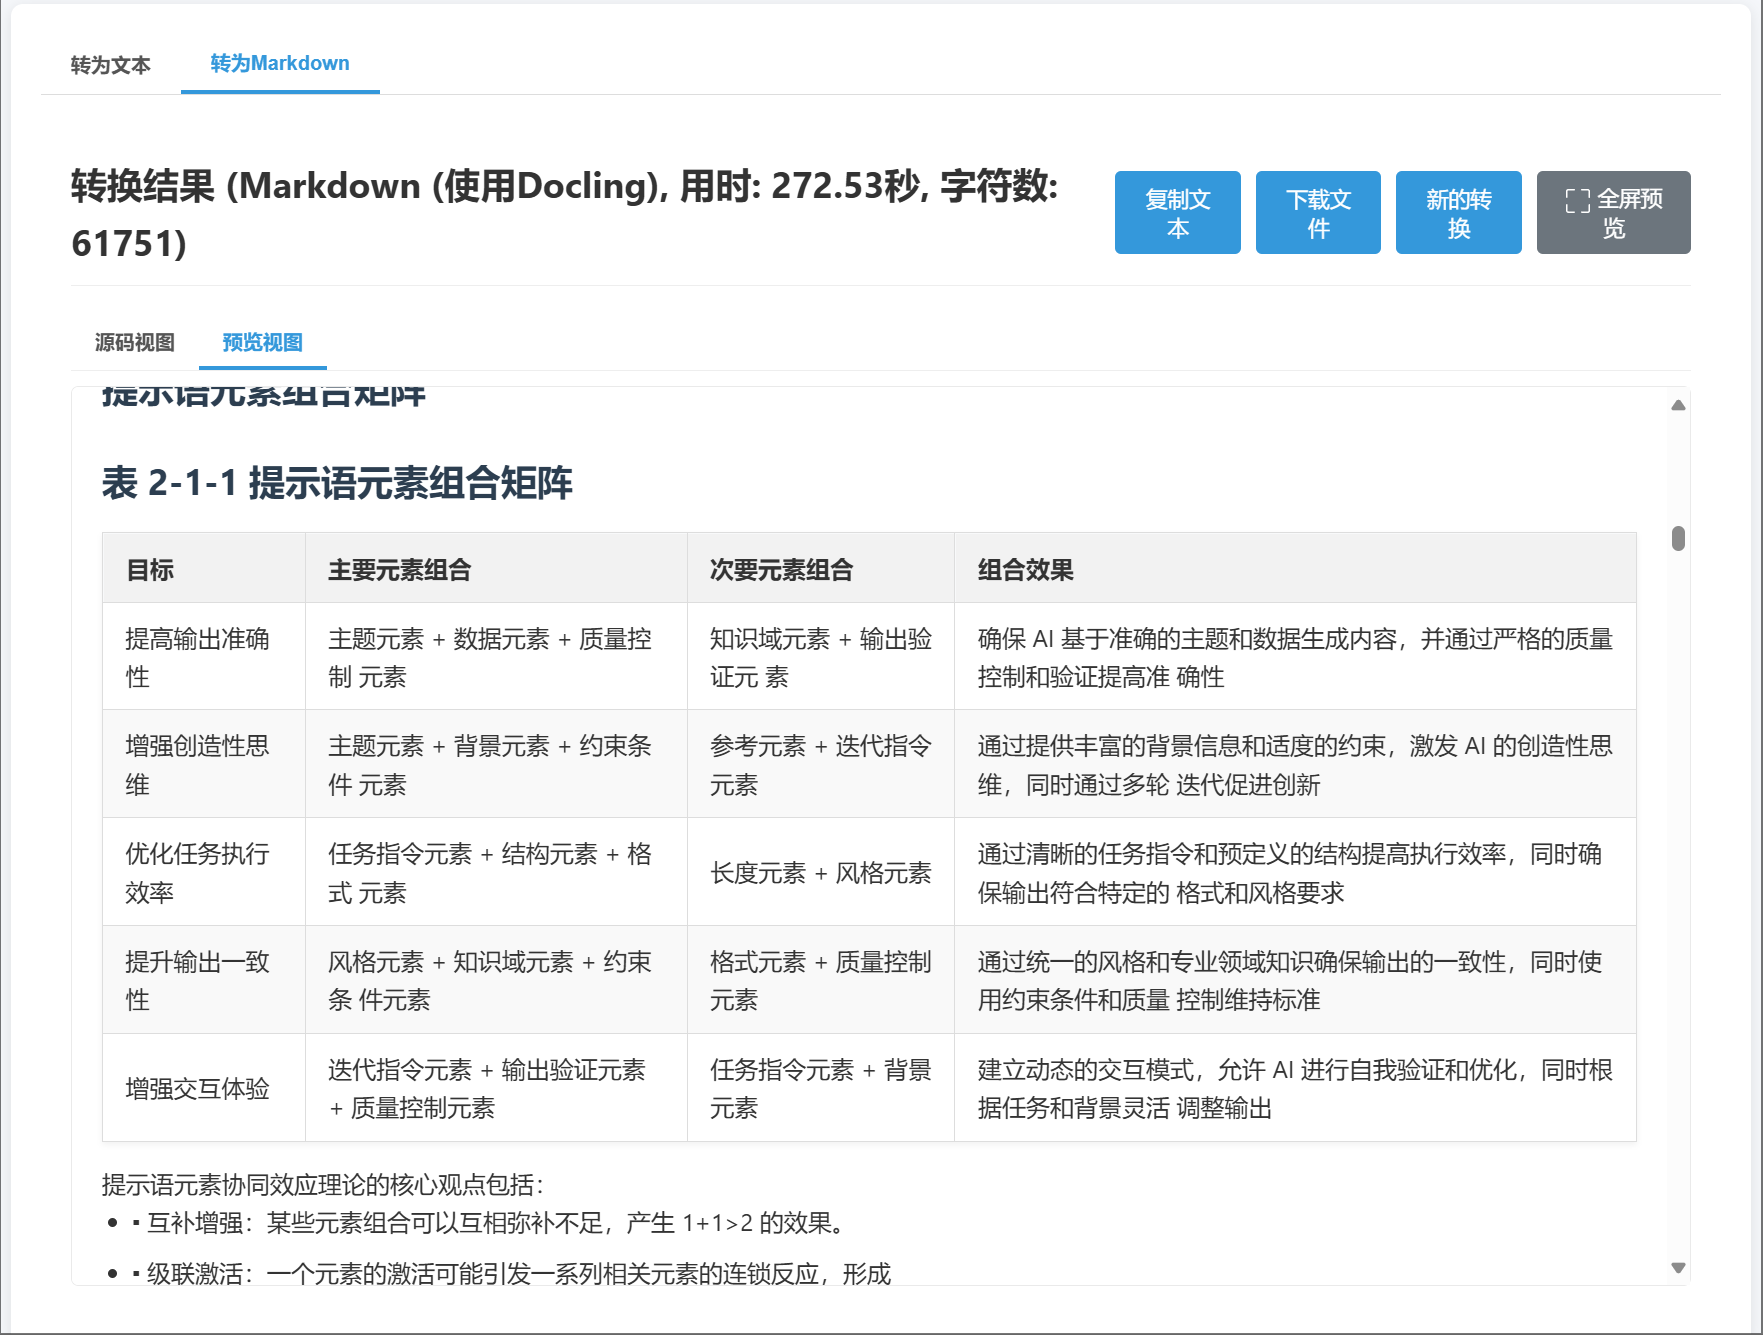 转为文本
转为Markdown
转换结果 (Markdown (使用Docling), 用时: 272.53秒, 字符数:
61751)
复制文
本
下载文
件
新的转
换
全屏预
览
源码视图
预览视图
提示语元素组合矩阵
表 2-1-1 提示语元素组合矩阵
目标
主要元素组合
次要元素组合
组合效果
提高输出准确
性
主题元素 + 数据元素 + 质量控
制 元素
知识域元素 + 输出验
证元 素
确保 AI 基于准确的主题和数据生成内容，并通过严格的质量
控制和验证提高准 确性
增强创造性思
维
主题元素 + 背景元素 + 约束条
件 元素
参考元素 + 迭代指令
元素
通过提供丰富的背景信息和适度的约束，激发 AI 的创造性思
维，同时通过多轮 迭代促进创新
优化任务执行
效率
任务指令元素 + 结构元素 + 格
式 元素
长度元素 + 风格元素
通过清晰的任务指令和预定义的结构提高执行效率，同时确
保输出符合特定的 格式和风格要求
提升输出一致
性
风格元素 + 知识域元素 + 约束
条 件元素
格式元素 + 质量控制
元素
通过统一的风格和专业领域知识确保输出的一致性，同时使
用约束条件和质量 控制维持标准
增强交互体验
迭代指令元素 + 输出验证元素
+ 质量控制元素
任务指令元素 + 背景
元素
建立动态的交互模式，允许 AI 进行自我验证和优化，同时根
据任务和背景灵活 调整输出
提示语元素协同效应理论的核心观点包括：
• ▪ 互补增强：某些元素组合可以互相弥补不足，产生 1+1>2 的效果。
• ▪ 级联激活：一个元素的激活可能引发一系列相关元素的连锁反应，形成